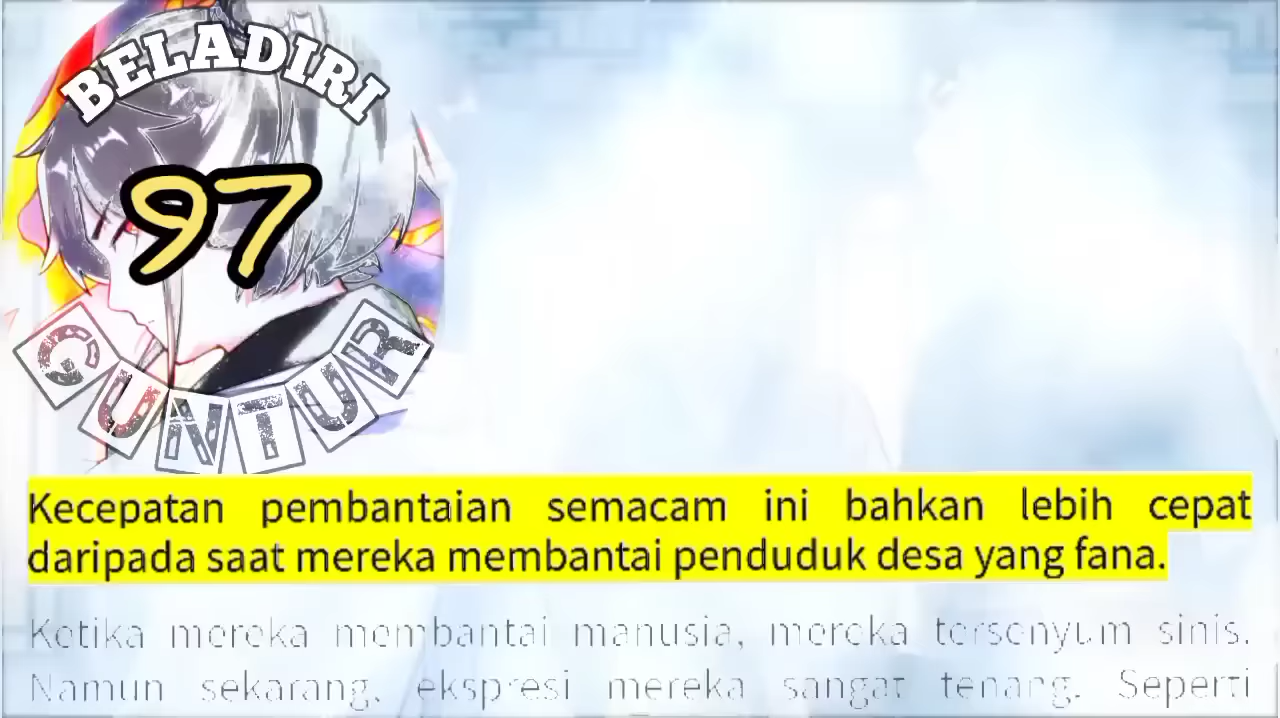 BELADIRI
97
GUNTUR
Kecepatan pembantaian semacam ini bahkan lebih cepat
daripada saat mereka membantai penduduk desa yang fana.
Ketika mereka membantai manusia, mereka tersenyum sinis.
Namun sekarang, ekspresi mereka sangat tenang. Seperti